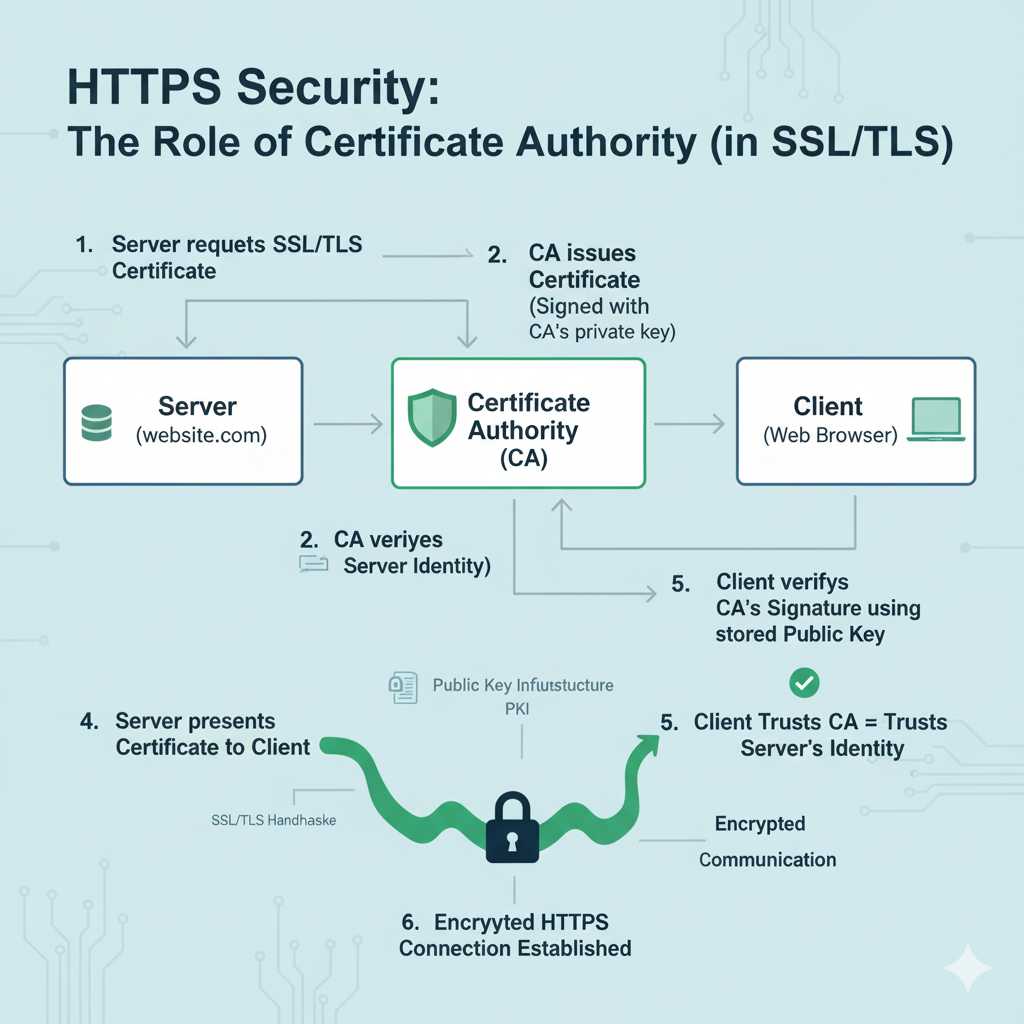 HTTPS Security:
The Role of Certificate Authority (in SSL/TLS)
1. Server requets SSL/TLS
Certificate
2. CA issues
Certificate
(Signed with
CA's private key)
Server
(website.com)
Certificate
Authority
(CA)
Client
(Web Browser)
2. CA veriyes
Server Identity)
5. Client verifys
CA's Signature using
stored Public Key
Public Key Infiutstucture
PKI
4. Server presents
Certificate to Client
5. Client Trusts CA = Trusts
Server's Identity
SSL/TLS Handhaske
Encrypted
Communication
6. Encryyted HTTPS
Connection Established